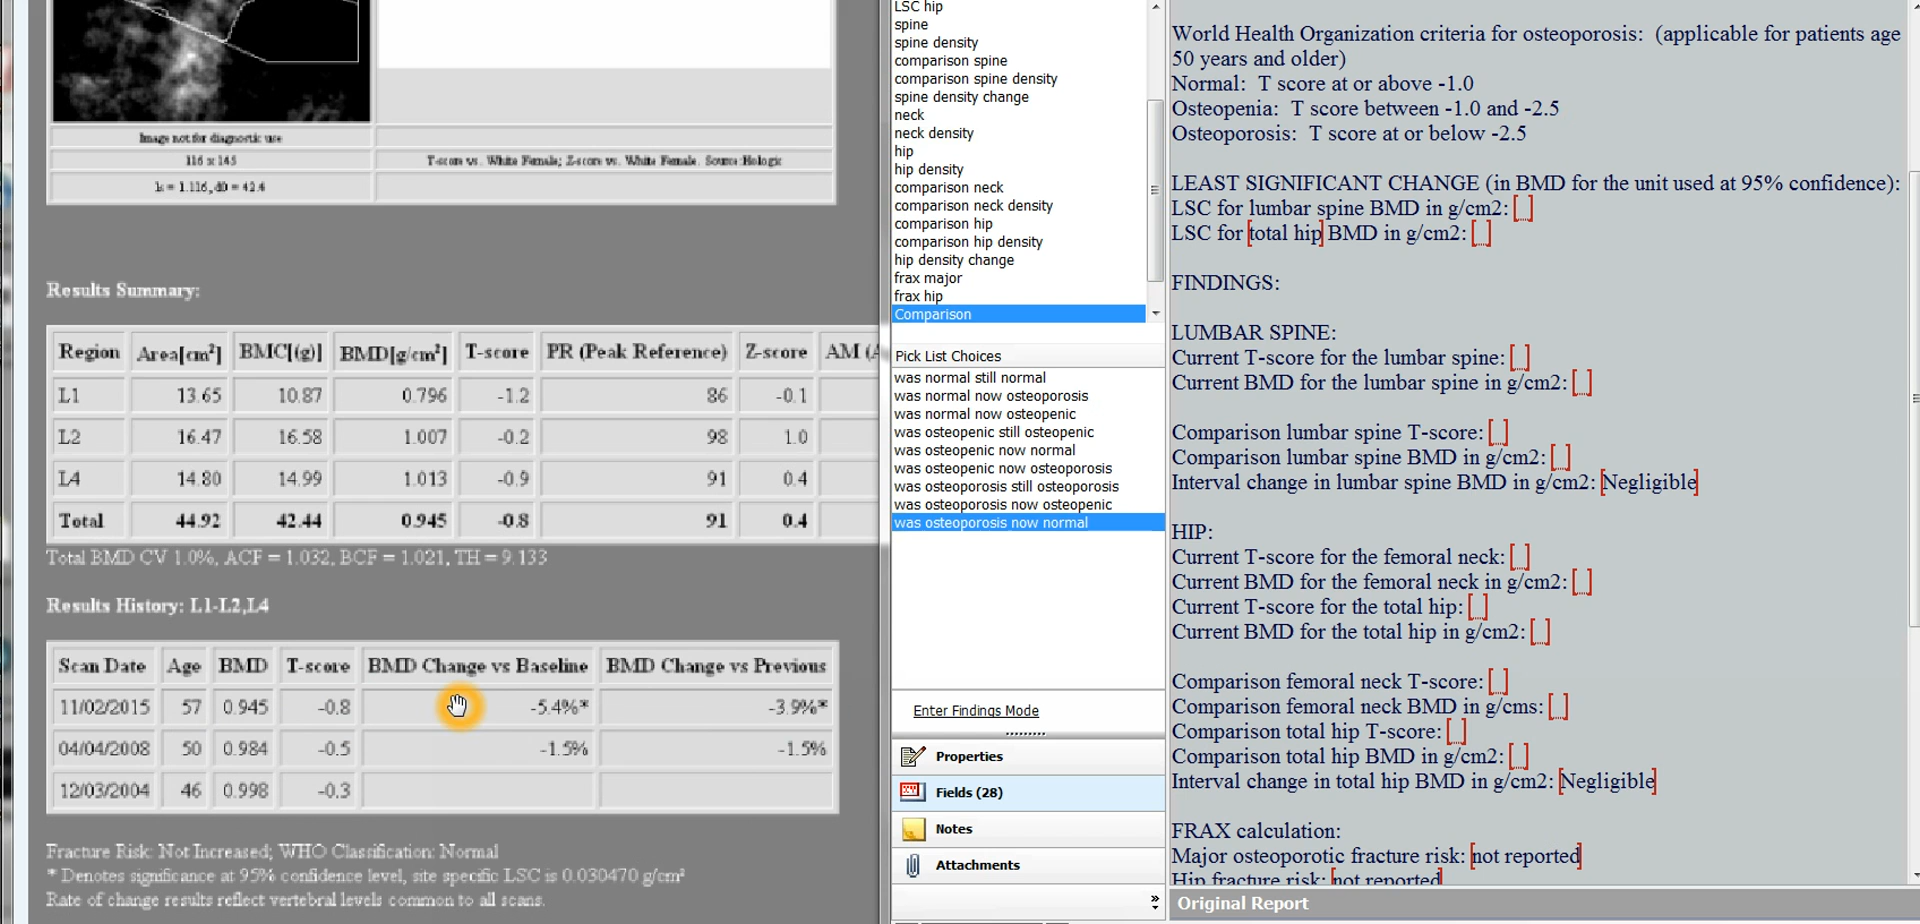 Image not for diagnostic use
116 x 145
T-score vs. White Female; Z-score vs. White Female. Source: Hologic
k = 1.116, d0 = 42.4
Results Summary:
Region Area[cm²] BMC[(g)] BMD[g/cm²] T-score PR (Peak Reference) Z-score AM (A
L1 13.65 10.87 0.796 -1.2 86 -0.1
L2 16.47 16.58 1.007 -0.2 98 1.0
L4 14.80 14.99 1.013 -0.9 91 0.4
Total 44.92 42.44 0.945 -0.8 91 0.4
Total BMD CV 1.0%, ACF = 1.032, BCF = 1.021, TH = 9.133
Results History: L1-L2,L4
Scan Date Age BMD T-score BMD Change vs Baseline BMD Change vs Previous
11/02/2015 57 0.945 -0.8 -5.4%* -3.9%*
04/04/2008 50 0.984 -0.5 -1.5% -1.5%
12/03/2004 46 0.998 -0.3
Fracture Risk: Not Increased; WHO Classification: Normal
* Denotes significance at 95% confidence level, site specific LSC is 0.030470 g/cm²
Rate of change results reflect vertebral levels common to all scans.
LSC hip
spine
spine density
comparison spine
comparison spine density
spine density change
neck
neck density
hip
hip density
comparison neck
comparison neck density
comparison hip
comparison hip density
hip density change
frax major
frax hip
Comparison
Pick List Choices
was normal still normal
was normal now osteoporosis
was normal now osteopenic
was osteopenic still osteopenic
was osteopenic now normal
was osteopenic now osteoporosis
was osteoporosis still osteoporosis
was osteoporosis now osteopenic
was osteoporosis now normal
Enter Findings Mode
Properties
Fields (28)
Notes
Attachments
»
World Health Organization criteria for osteoporosis: (applicable for patients age
50 years and older)
Normal: T score at or above -1.0
Osteopenia: T score between -1.0 and -2.5
Osteoporosis: T score at or below -2.5
LEAST SIGNIFICANT CHANGE (in BMD for the unit used at 95% confidence):
LSC for lumbar spine BMD in g/cm2: [ ]
LSC for [total hip] BMD in g/cm2: [ ]
FINDINGS:
LUMBAR SPINE:
Current T-score for the lumbar spine: [ ]
Current BMD for the lumbar spine in g/cm2: [ ]
Comparison lumbar spine T-score: [ ]
Comparison lumbar spine BMD in g/cm2: [ ]
Interval change in lumbar spine BMD in g/cm2: [Negligible]
HIP:
Current T-score for the femoral neck: [ ]
Current BMD for the femoral neck in g/cm2: [ ]
Current T-score for the total hip: [ ]
Current BMD for the total hip in g/cm2: [ ]
Comparison femoral neck T-score: [ ]
Comparison femoral neck BMD in g/cms: [ ]
Comparison total hip T-score: [ ]
Comparison total hip BMD in g/cm2: [ ]
Interval change in total hip BMD in g/cm2: [Negligible]
FRAX calculation:
Major osteoporotic fracture risk: [not reported]
Hip fracture risk: [not reported]
Original Report